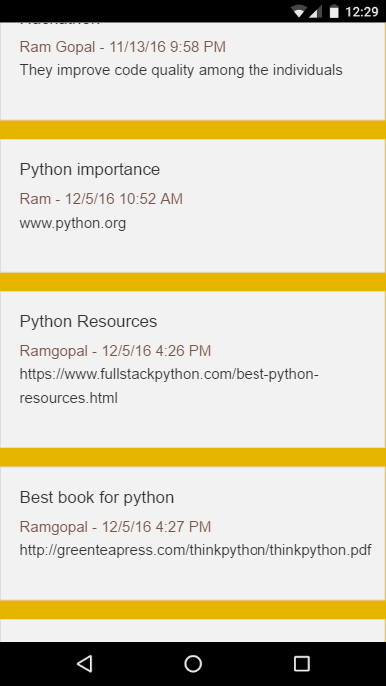 12:29
Hackathon
Ram Gopal - 11/13/16 9:58 PM
They improve code quality among the individuals
Python importance
Ram - 12/5/16 10:52 AM
www.python.org
Python Resources
Ramgopal - 12/5/16 4:26 PM
https://www.fullstackpython.com/best-python-
resources.html
Best book for python
Ramgopal - 12/5/16 4:27 PM
http://greenteapress.com/thinkpython/thinkpython.pdf